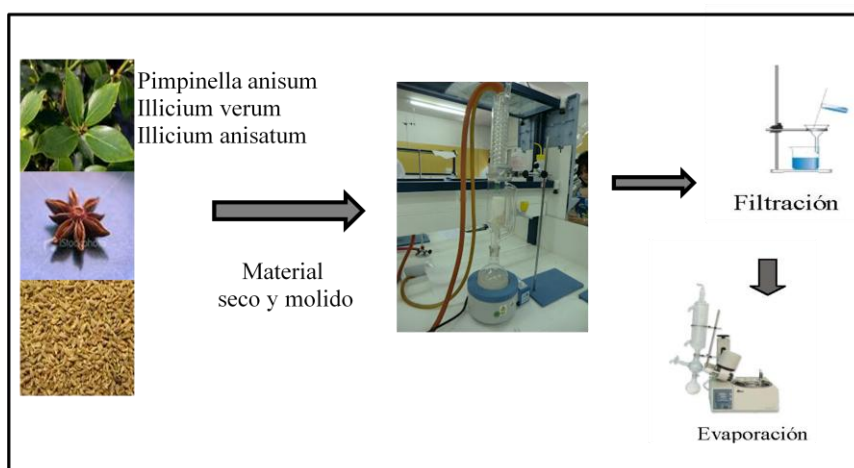 Pimpinella anisum
Illicium verum
Illicium anisatum
Material
seco y molido
Filtración
Evaporación